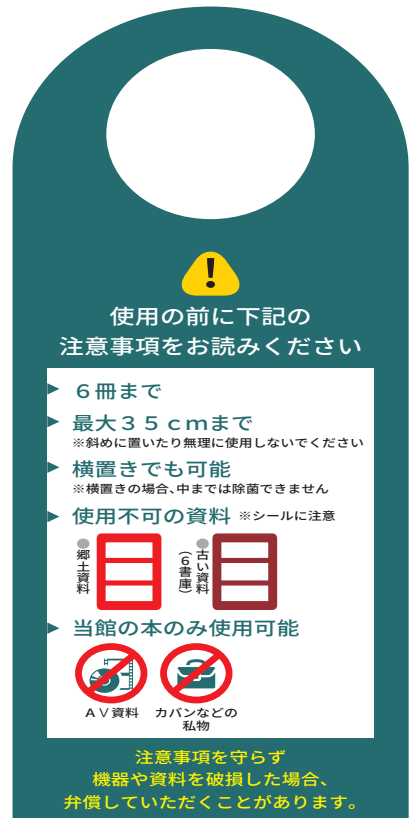 使用の前に下記の
注意事項をお読みください
６冊まで
最大３５ｃｍまで
※斜めに置いたり無理に使用しないでください
横置きでも可能
※横置きの場合、中までは除菌できません
使用不可の資料 ※シールに注意
郷土資料
古い資料
（６書庫）
当館の本のみ使用可能
ＡＶ資料
カバンなどの
私物
注意事項を守らず
機器や資料を破損した場合、
弁償していただくことがあります。